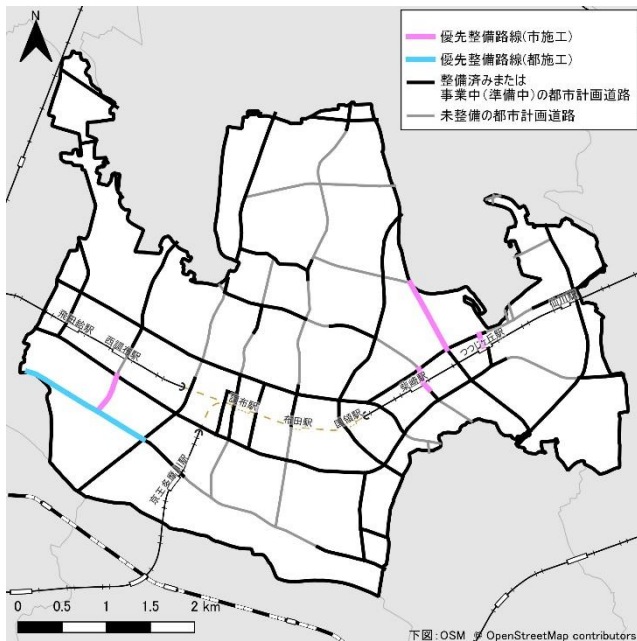 N
優先整備路線(市施工)
優先整備路線(都施工)
整備済みまたは
事業中(準備中)の都市計画道路
未整備の都市計画道路
飛田給駅
西調布駅
調布駅
布田駅
国領駅
柴崎駅
つつじヶ丘駅
仙川駅
京王多摩川駅
0 0.5 1 1.5 2 km
下図:OSM © OpenStreetMap contributors